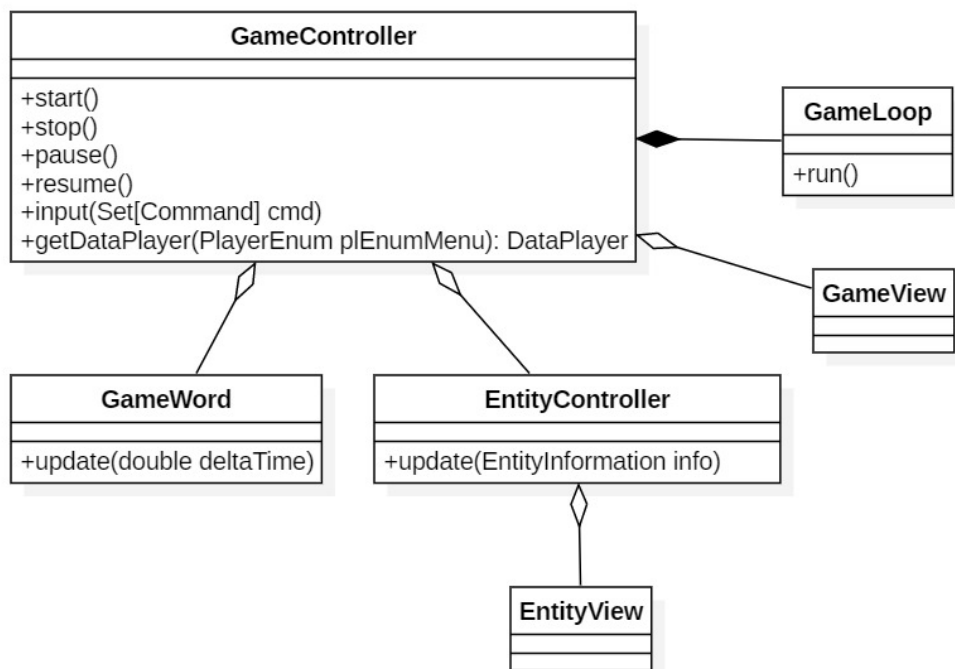 GameController
+start()
+stop()
+pause()
+resume()
+input(Set[Command] cmd)
+getDataPlayer(PlayerEnum plEnumMenu): DataPlayer
GameLoop
+run()
GameView
GameWord
+update(double deltaTime)
EntityController
+update(EntityInformation info)
EntityView